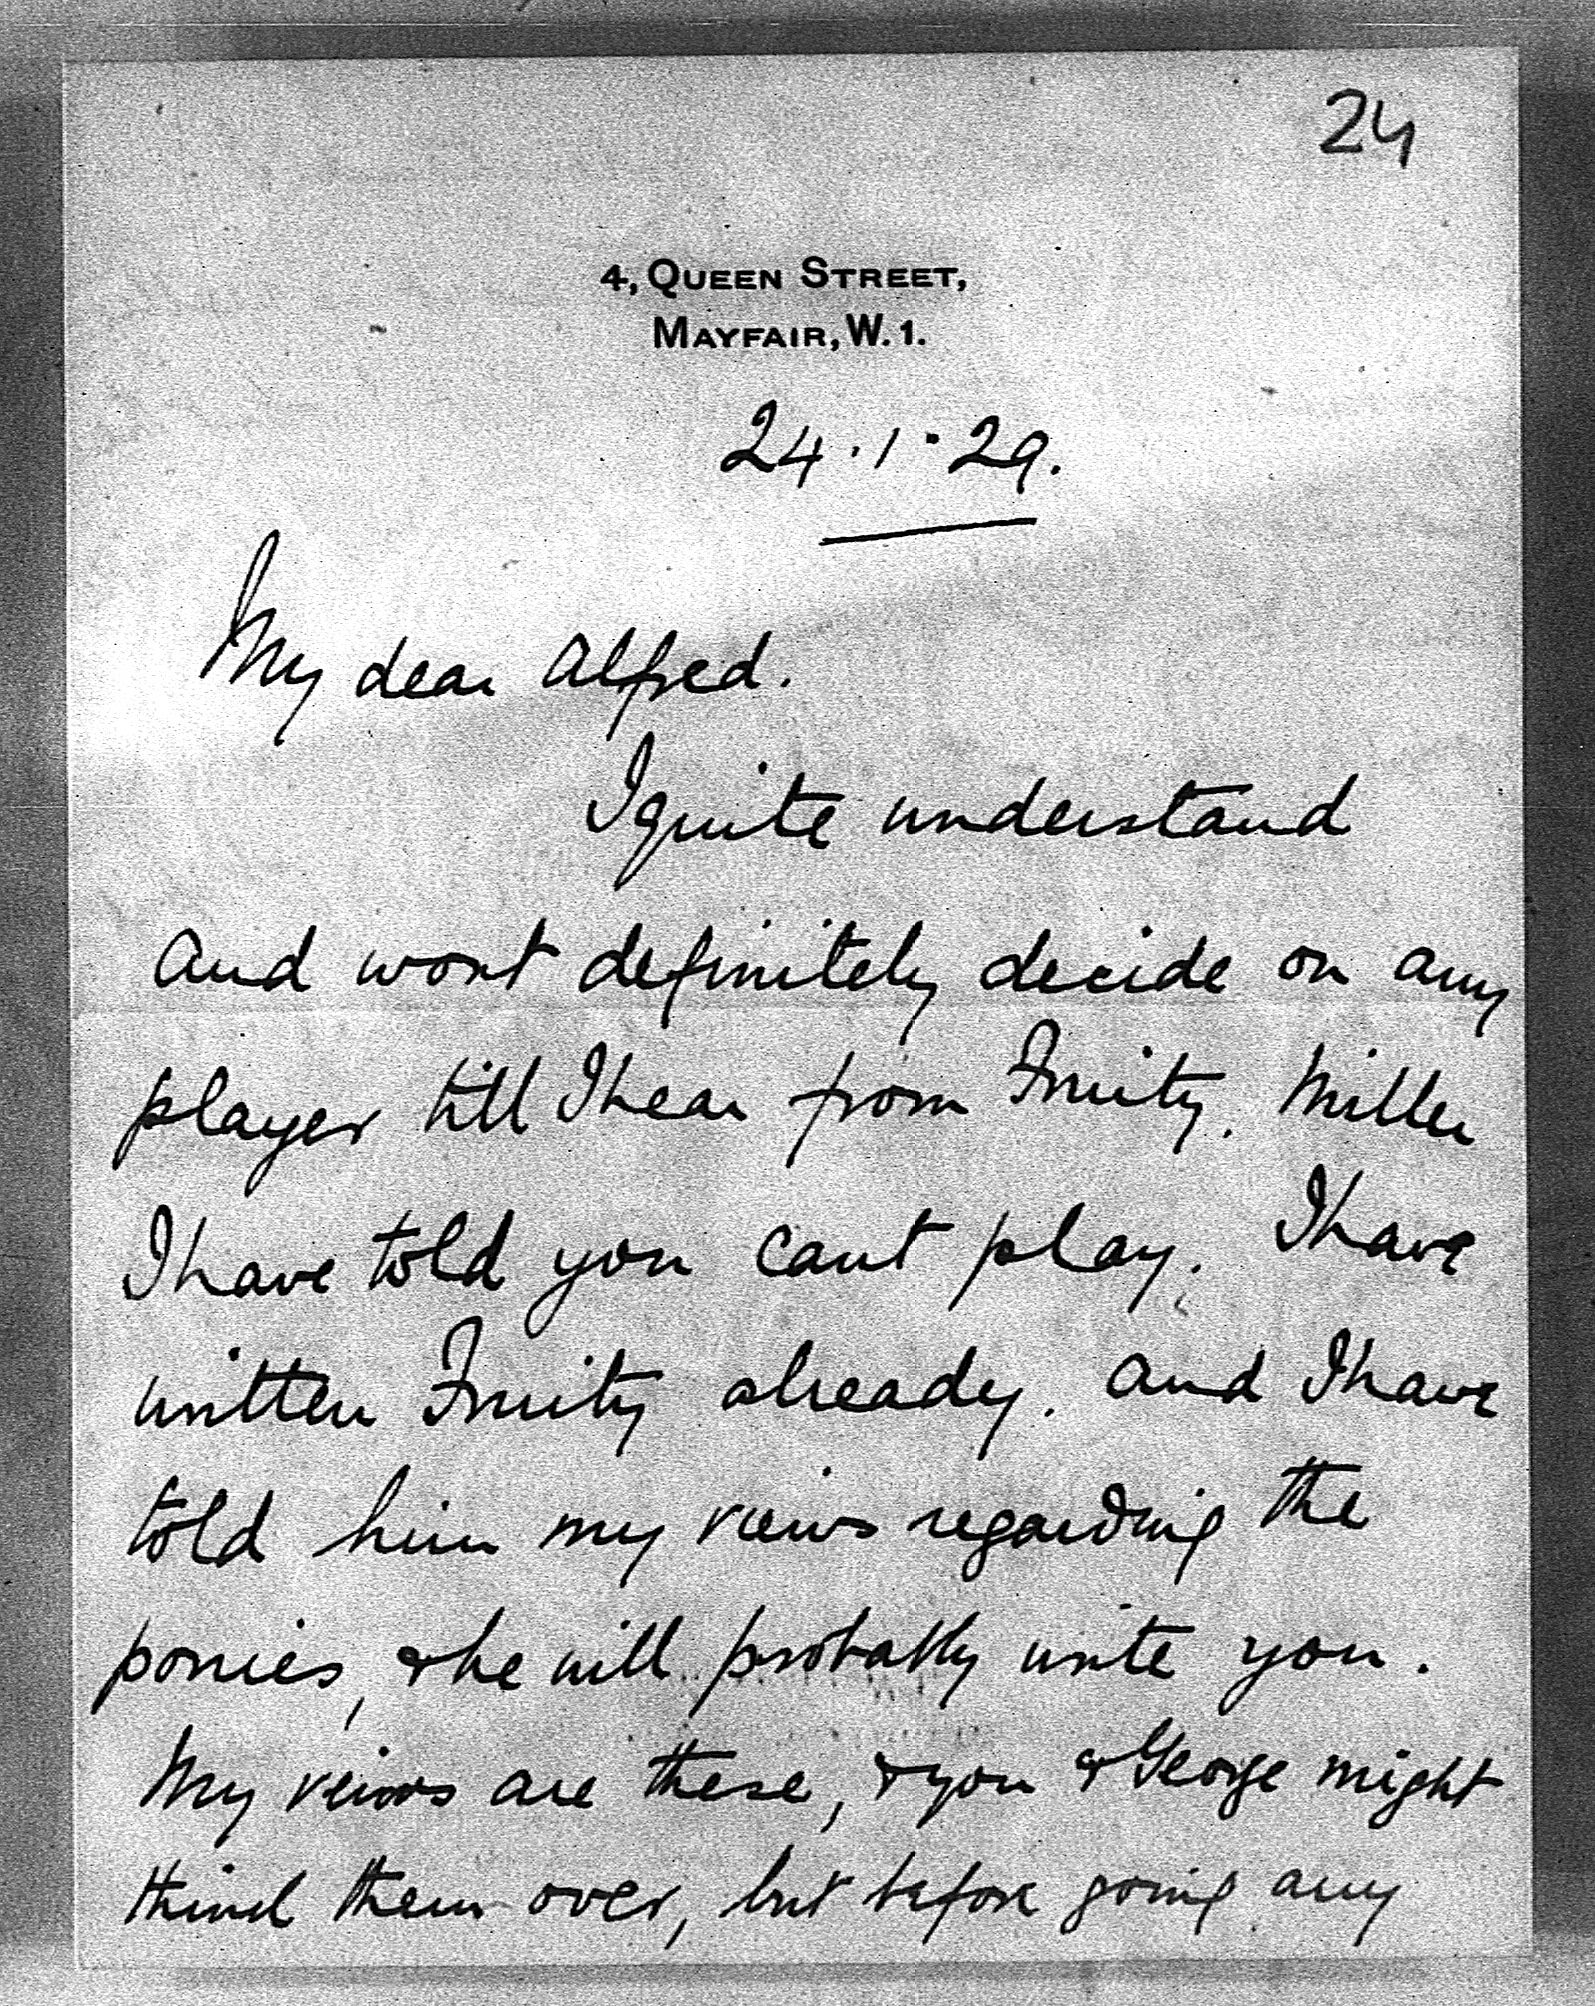 24
4, QUEEN STREET,
MAYFAIR, W. 1.
24.1.29.
My dear Alfred.
I quite understand
and wont definitely decide on any
player till I hear from Fruity. Miller
I have told you cant play. I have
written Fruity already. and I have
told him my views regarding the
ponies, & he will probably write you.
My veiws are these, & you & George might
think them over, but before going any